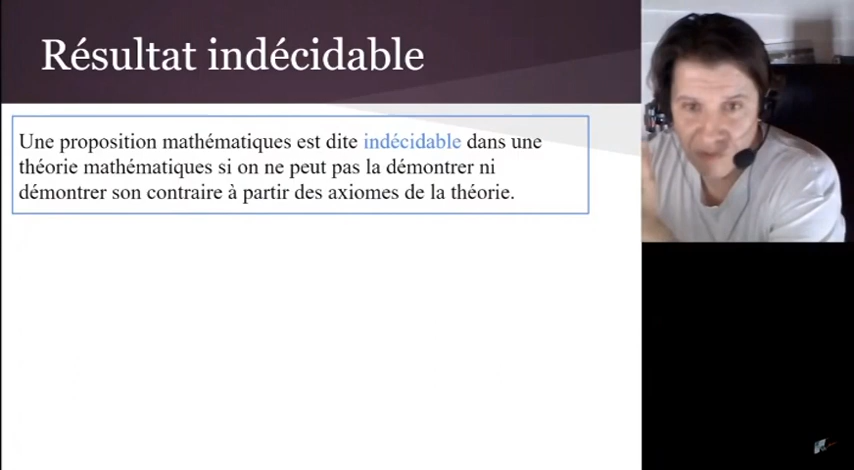 Résultat indécidable
Une proposition mathématiques est dite indécidable dans une
théorie mathématiques si on ne peut pas la démontrer ni
démontrer son contraire à partir des axiomes de la théorie.